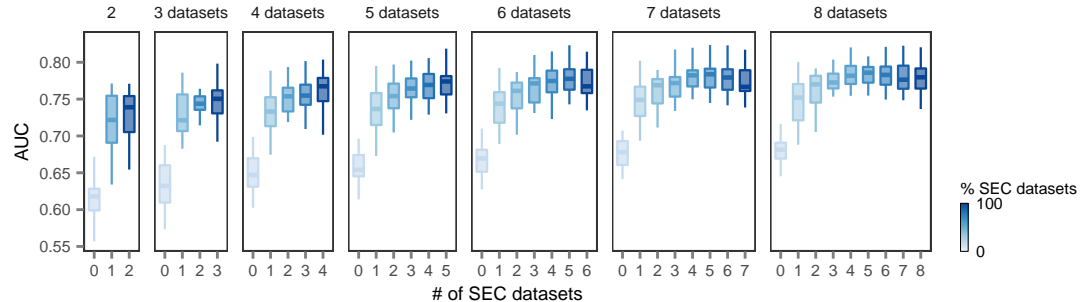 2 3 datasets 4 datasets 5 datasets 6 datasets 7 datasets 8 datasets
AUC
0.80
0.75
0.70
0.65
0.60
0.55
0 1 2 0 1 2 3 0 1 2 3 4 0 1 2 3 4 5 0 1 2 3 4 5 6 0 1 2 3 4 5 6 7 0 1 2 3 4 5 6 7 8
# of SEC datasets
% SEC datasets
100
0